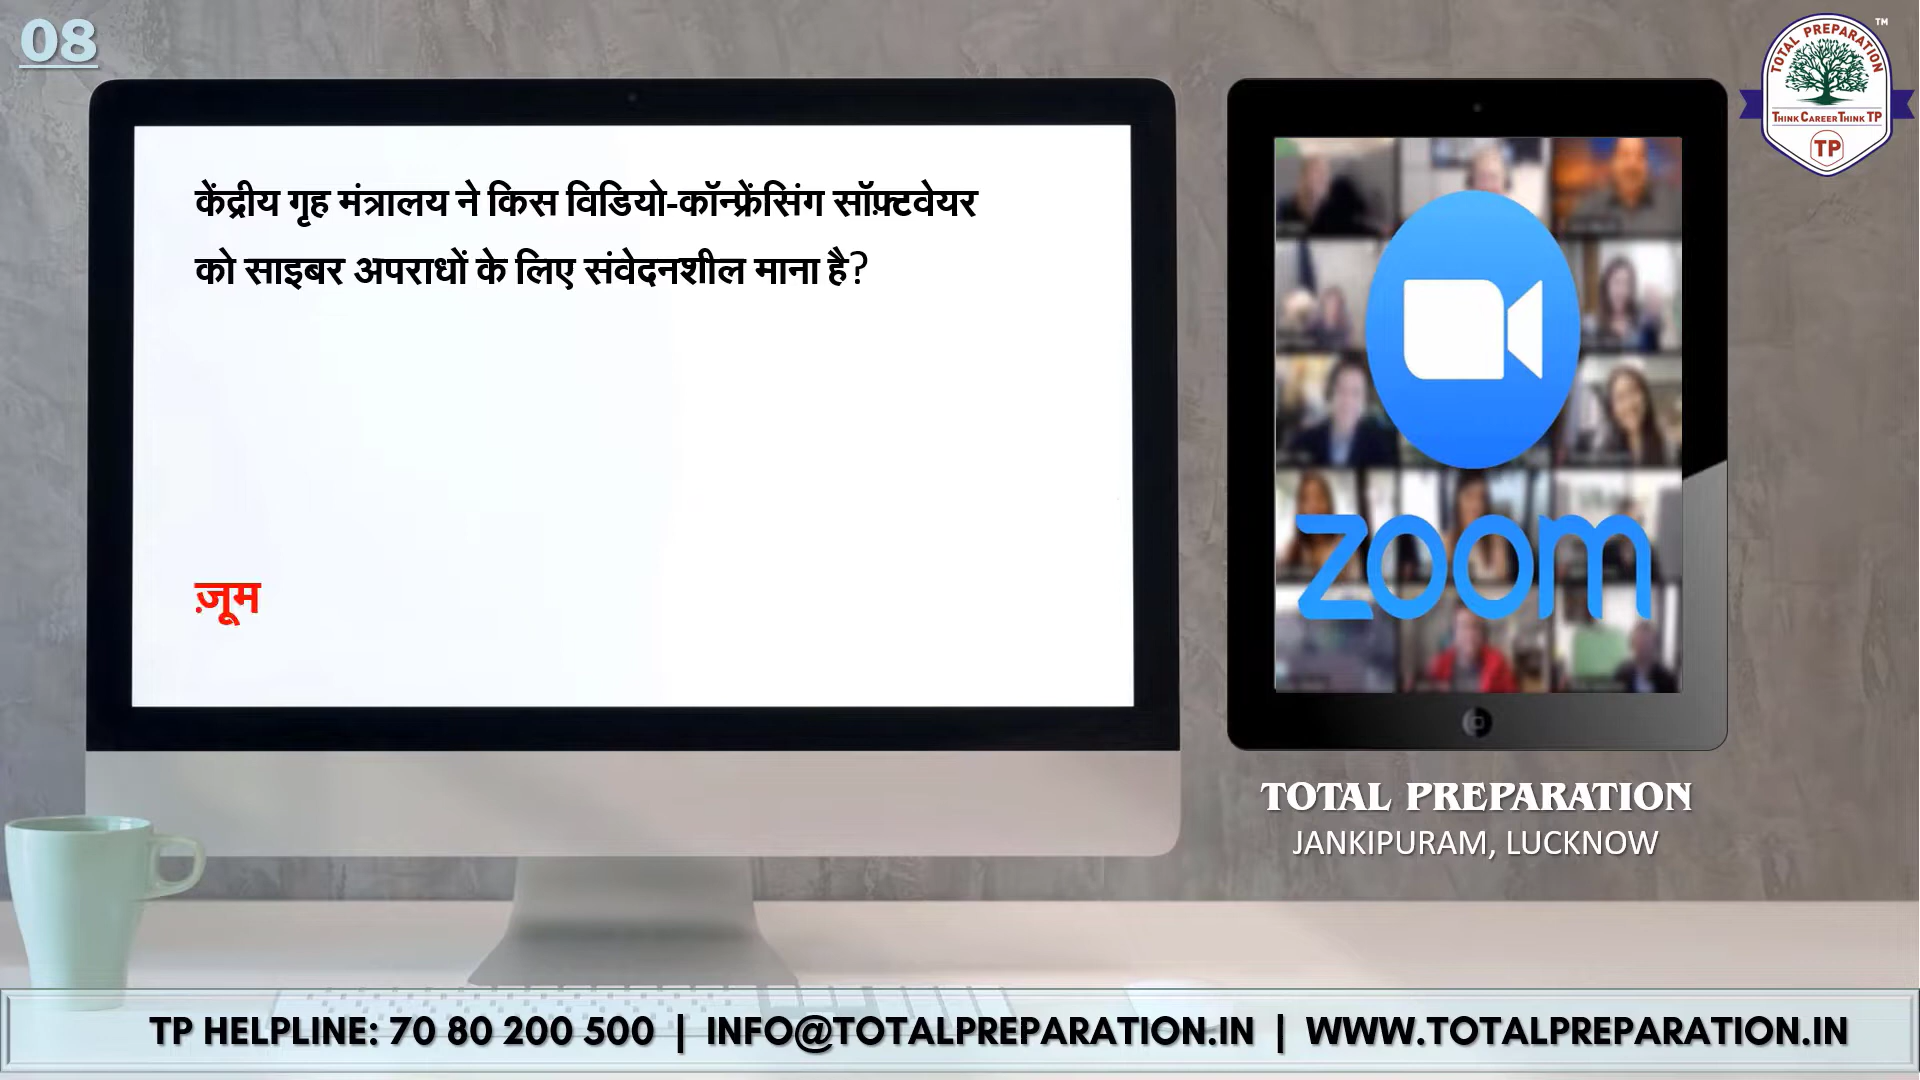 08
केंद्रीय गृह मंत्रालय ने किस विडियो-कॉन्फ्रेंसिंग सॉफ़्टवेयर
को साइबर अपराधों के लिए संवेदनशील माना है?
ज़ूम
zoom
TOTAL PREPARATION
™
THINK CAREER THINK TP
TP
TOTAL PREPARATION
JANKIPURAM, LUCKNOW
TP HELPLINE: 70 80 200 500 | INFO@TOTALPREPARATION.IN | WWW.TOTALPREPARATION.IN